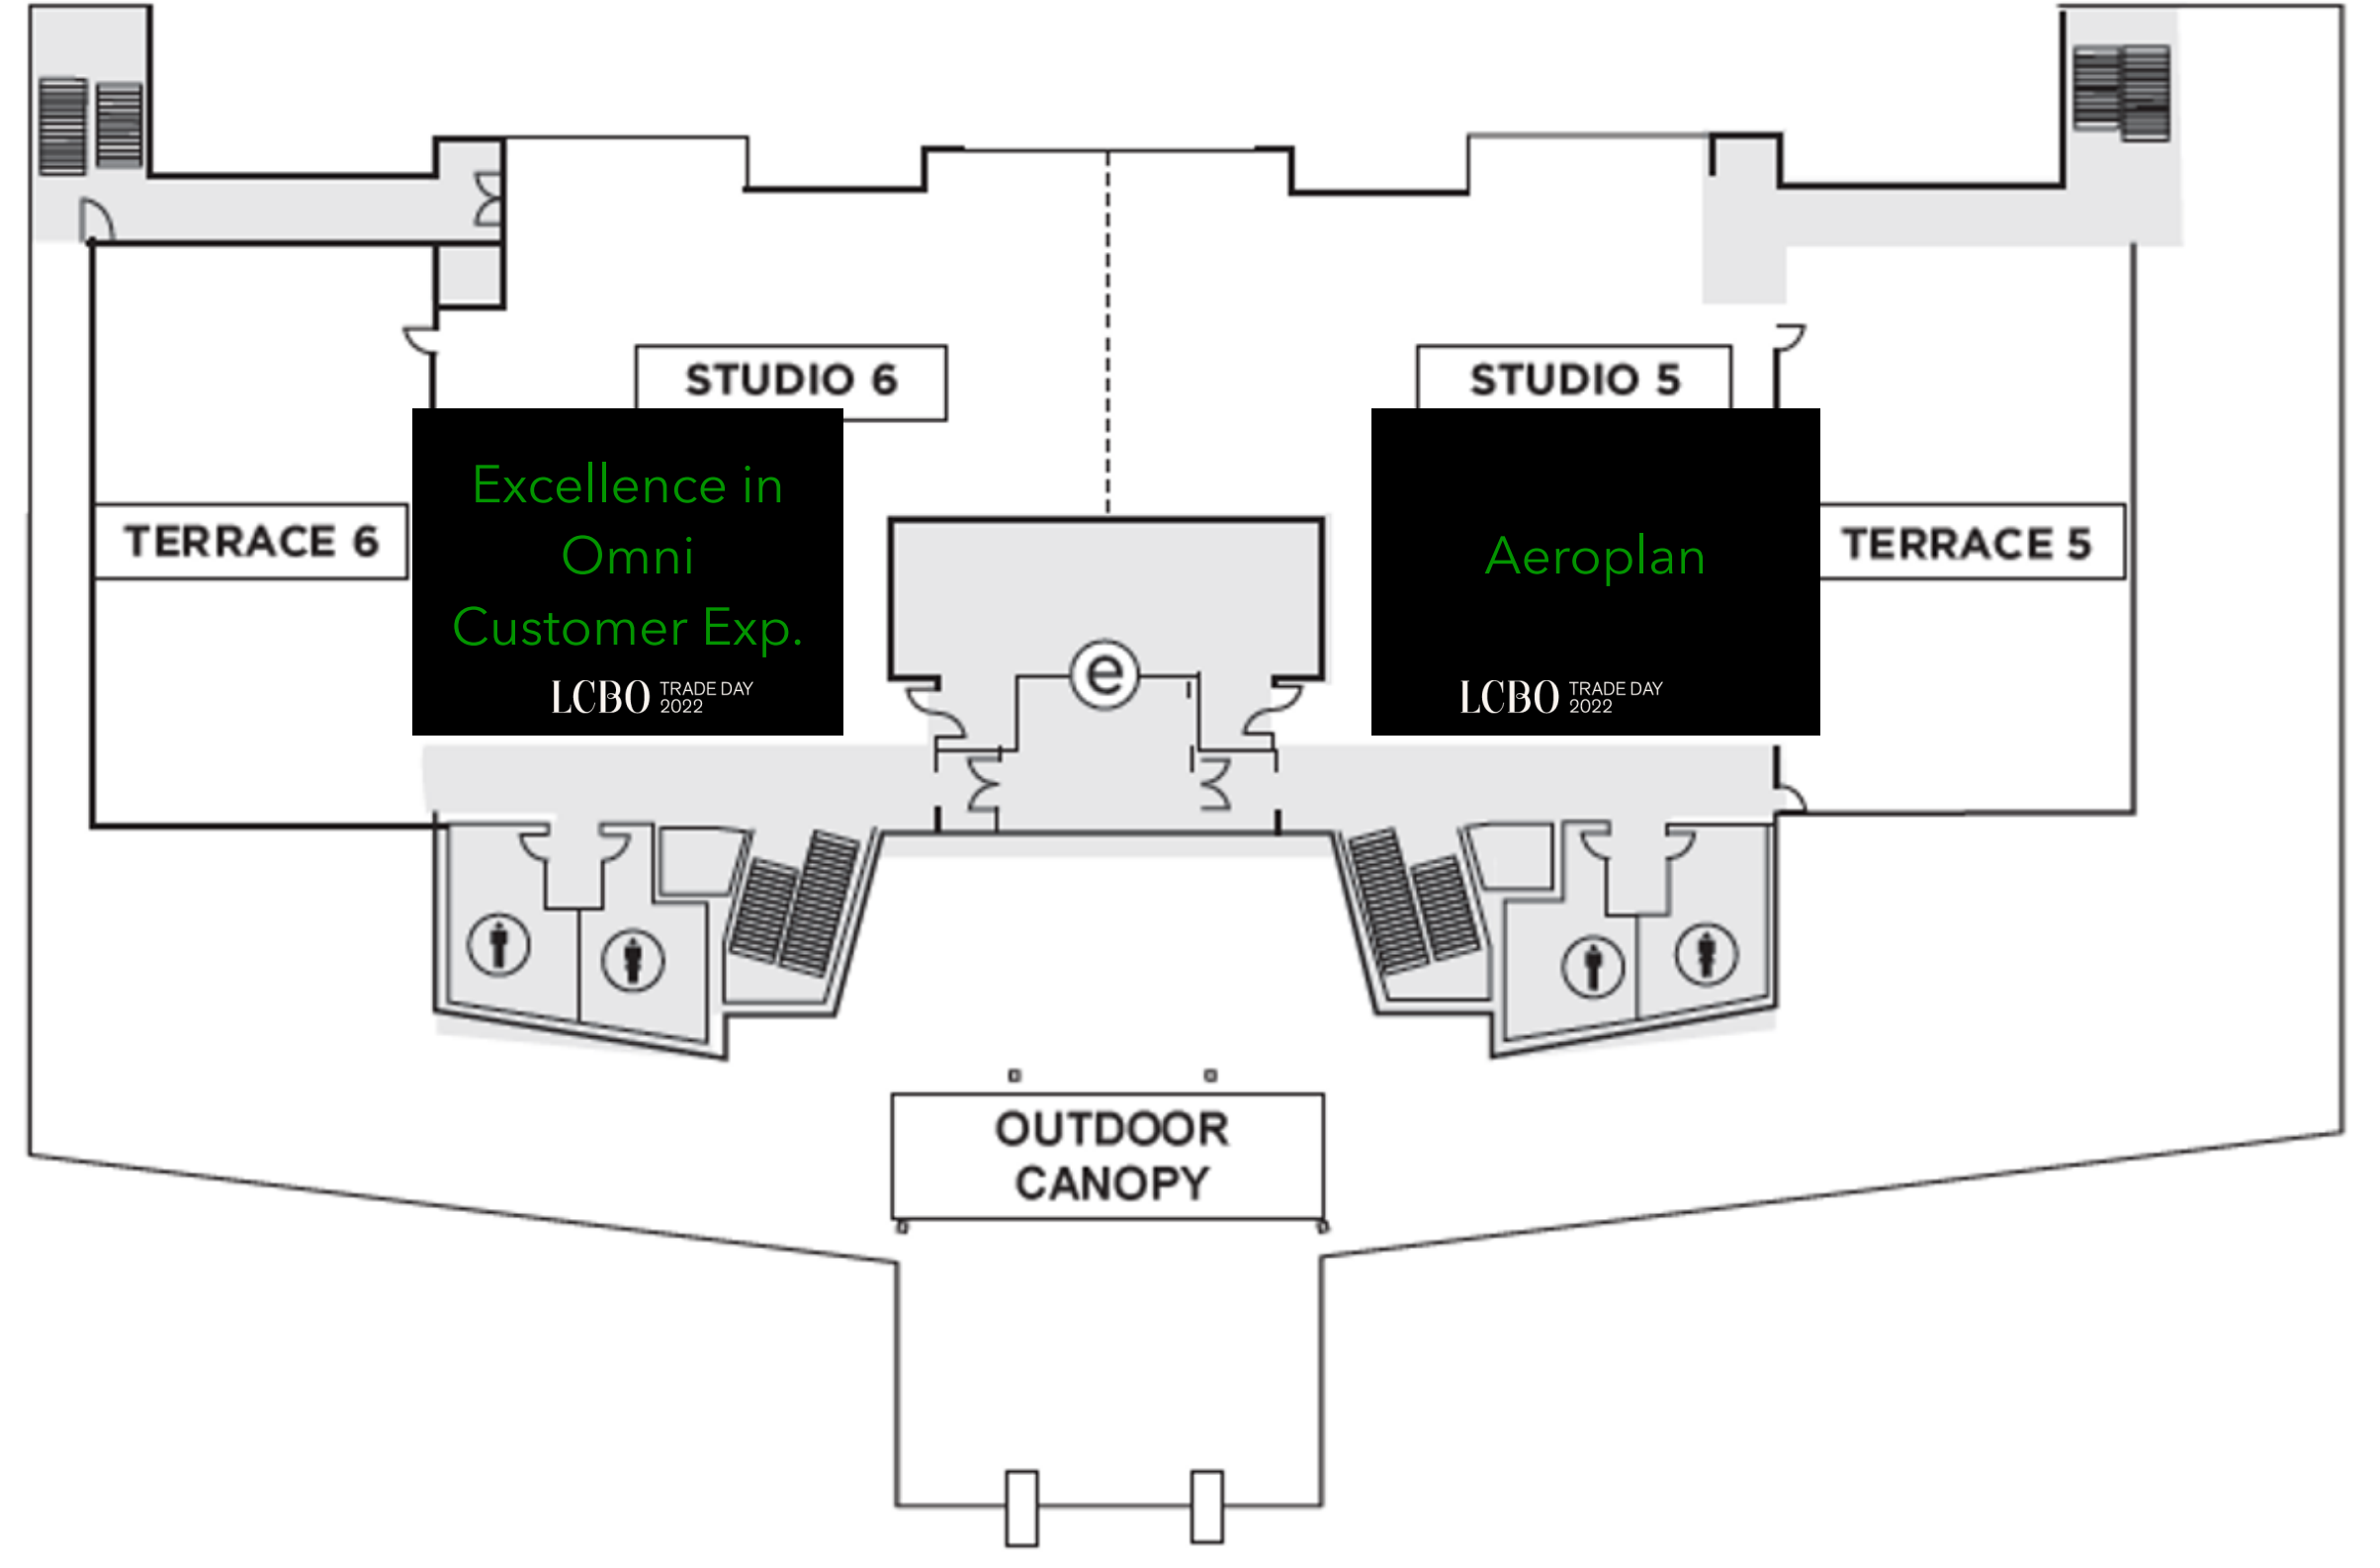 STUDIO 6
STUDIO 5
Excellence in
Omni
Customer Exp.
LCBO TRADE DAY
2022
Aeroplan
LCBO TRADE DAY
2022
TERRACE 6
TERRACE 5
e
OUTDOOR
CANOPY